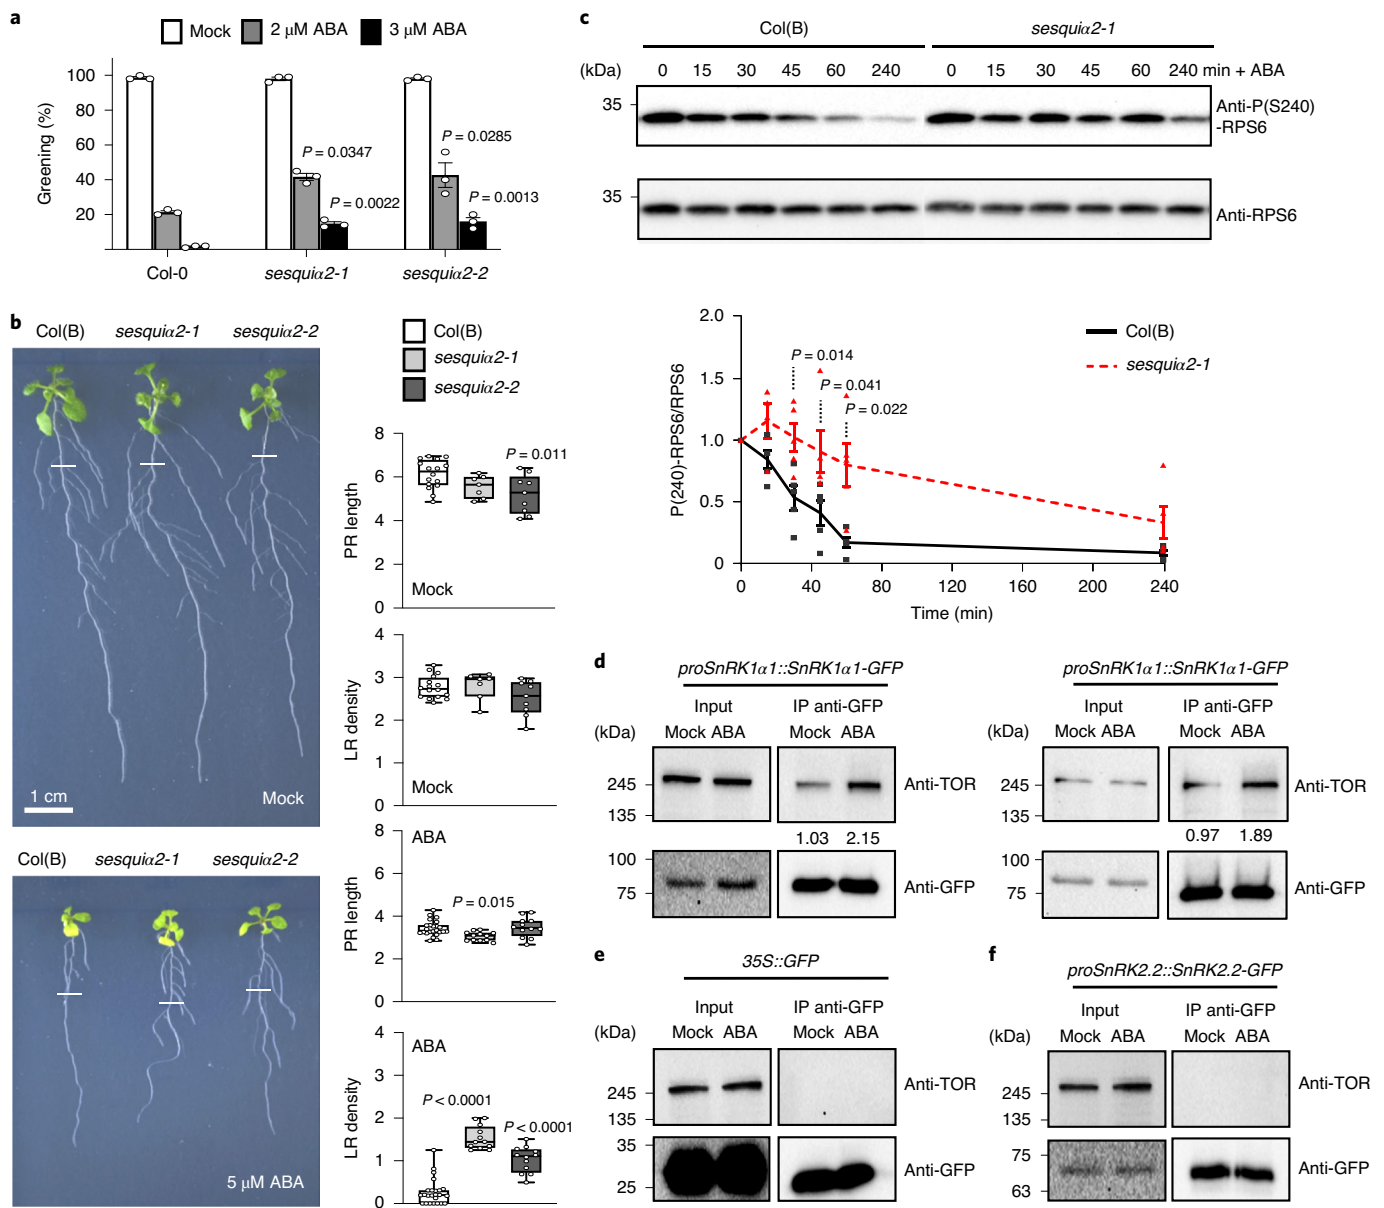 a
Mock 2 μM ABA 3 μM ABA
Greening (%)
100
80
60
40
20
P = 0.0347
P = 0.0022
P = 0.0285
P = 0.0013
Col-0 sesquiα2-1 sesquiα2-2
b
Col(B) sesquiα2-1 sesquiα2-2
1 cm
Mock
Col(B) sesquiα2-1 sesquiα2-2
5 μM ABA
Col(B)
sesquiα2-1
sesquiα2-2
PR length
8
6
4
2
0
P = 0.011
Mock
LR density
4
3
2
1
0
Mock
PR length
8
6
4
2
0
ABA
P = 0.015
LR density
4
3
2
1
0
ABA
P < 0.0001
P < 0.0001
c
Col(B) sesquiα2-1
(kDa) 0 15 30 45 60 240 0 15 30 45 60 240 min + ABA
35
Anti-P(S240)
-RPS6
35
Anti-RPS6
P(240)-RPS6/RPS6
2.0
1.5
1.0
0.5
0
P = 0.014
P = 0.041
P = 0.022
Col(B)
sesquiα2-1
0 40 80 120 160 200 240
Time (min)
d
proSnRK1α1::SnRK1α1-GFP
Input IP anti-GFP
(kDa) Mock ABA Mock ABA
245
135
Anti-TOR
1.03 2.15
100
75
Anti-GFP
proSnRK1α1::SnRK1α1-GFP
Input IP anti-GFP
(kDa) Mock ABA Mock ABA
245
135
Anti-TOR
0.97 1.89
100
75
Anti-GFP
e
35S::GFP
Input IP anti-GFP
(kDa) Mock ABA Mock ABA
245
135
Anti-TOR
35
25
Anti-GFP
f
proSnRK2.2::SnRK2.2-GFP
Input IP anti-GFP
(kDa) Mock ABA Mock ABA
245
135
Anti-TOR
75
63
Anti-GFP